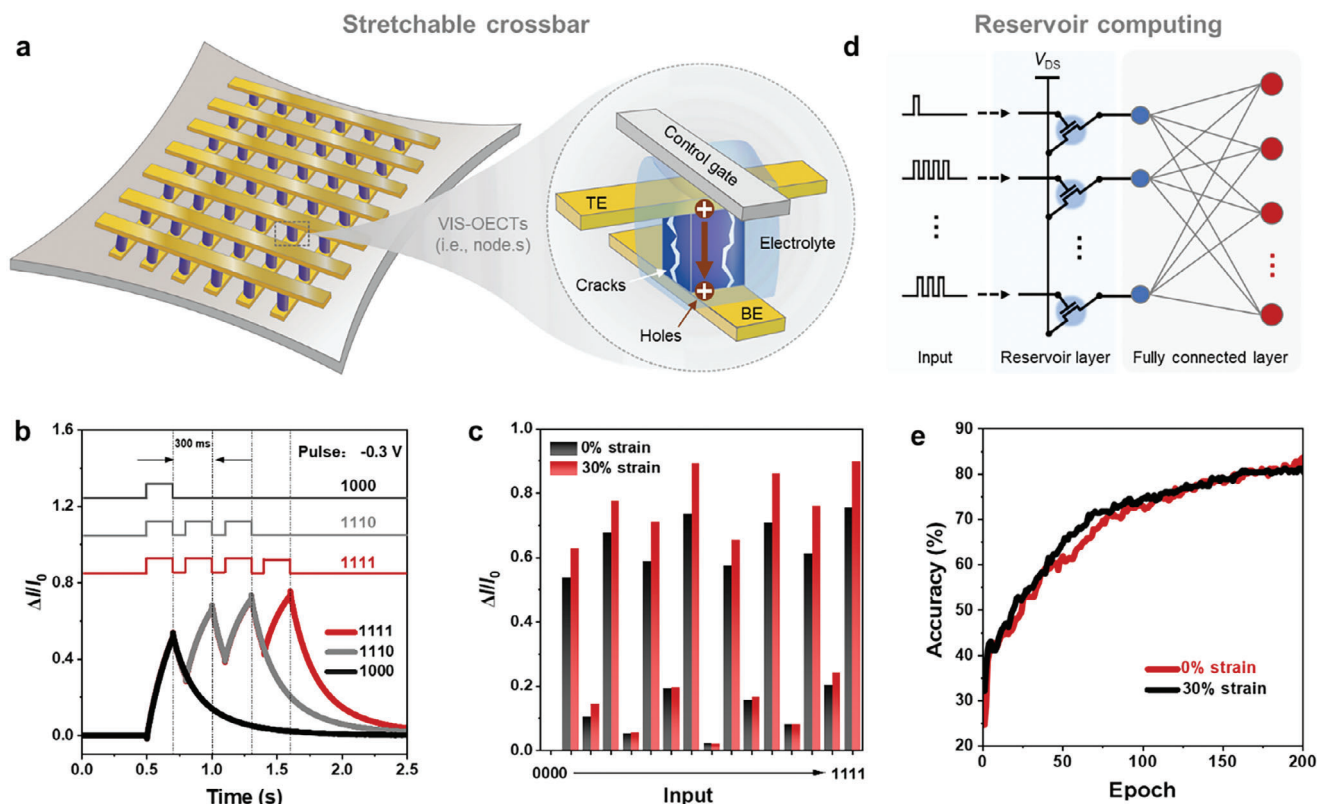 Stretchable crossbar
Reservoir computing
a
VIS-OECTs
(i.e., node.s)
Control gate
TE
Electrolyte
Cracks
BE
Holes
d
VDS
Input
Reservoir layer
Fully connected layer
b
300 ms
Pulse: -0.3 V
1000
1110
1111
1111
1110
1000
1.6
1.2
0.8
0.4
0.0
0.0
0.5
1.0
1.5
2.0
2.5
ΔI/I0
Time (s)
c
0% strain
30% strain
1.0
0.8
0.6
0.4
0.2
0.0
ΔI/I0
0000
1111
Input
e
90
80
70
60
50
40
30
20
Accuracy (%)
0% strain
30% strain
0
50
100
150
200
Epoch